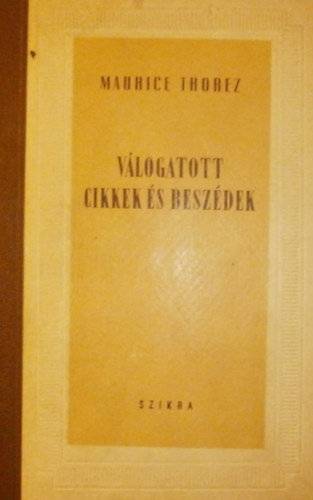 MAURICE THOREZ
VÁLOGATOTT
CIKKEK ÉS BESZÉDEK
SZIKRA